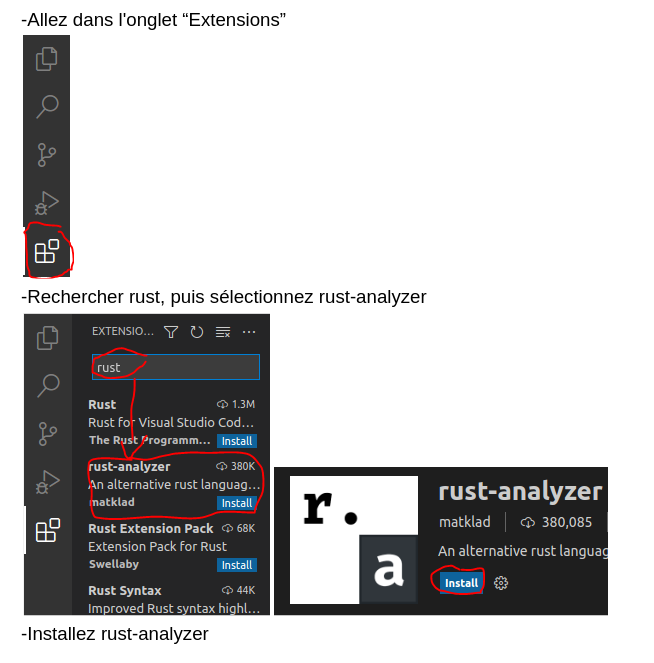 -Allez dans l'onglet “Extensions”
-Rechercher rust, puis sélectionnez rust-analyzer
EXTENSIO...
rust
Rust 1.3M
Rust for Visual Studio Cod...
The Rust Programm... Install
rust-analyzer 380K
An alternative rust languag...
matklad Install
Rust Extension Pack 68K
Extension Pack for Rust
Swellaby Install
Rust Syntax 44K
Improved Rust syntax highl...
r.
a
rust-analyzer
matklad 380,085
An alternative rust languag
Install
-Installez rust-analyzer